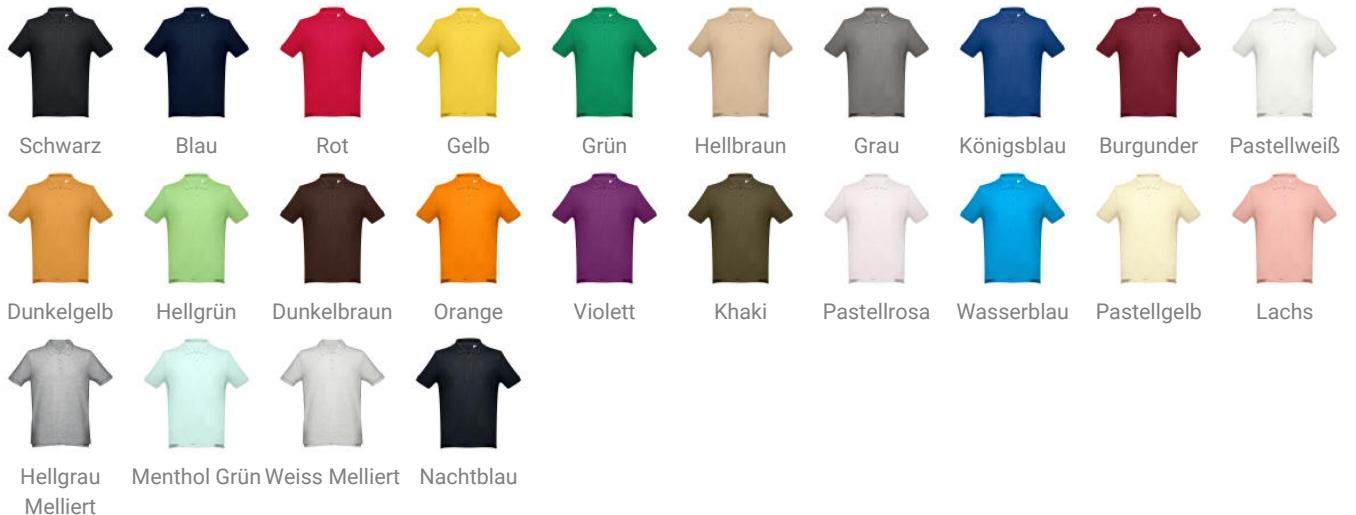 Schwarz Blau Rot Gelb Grün Hellbraun Grau Königsblau Burgunder Pastellweiß
Dunkelgelb Hellgrün Dunkelbraun Orange Violett Khaki Pastellrosa Wasserblau Pastellgelb Lachs
Hellgrau Menthol Grün Weiss Melliert Nachtblau
Melliert